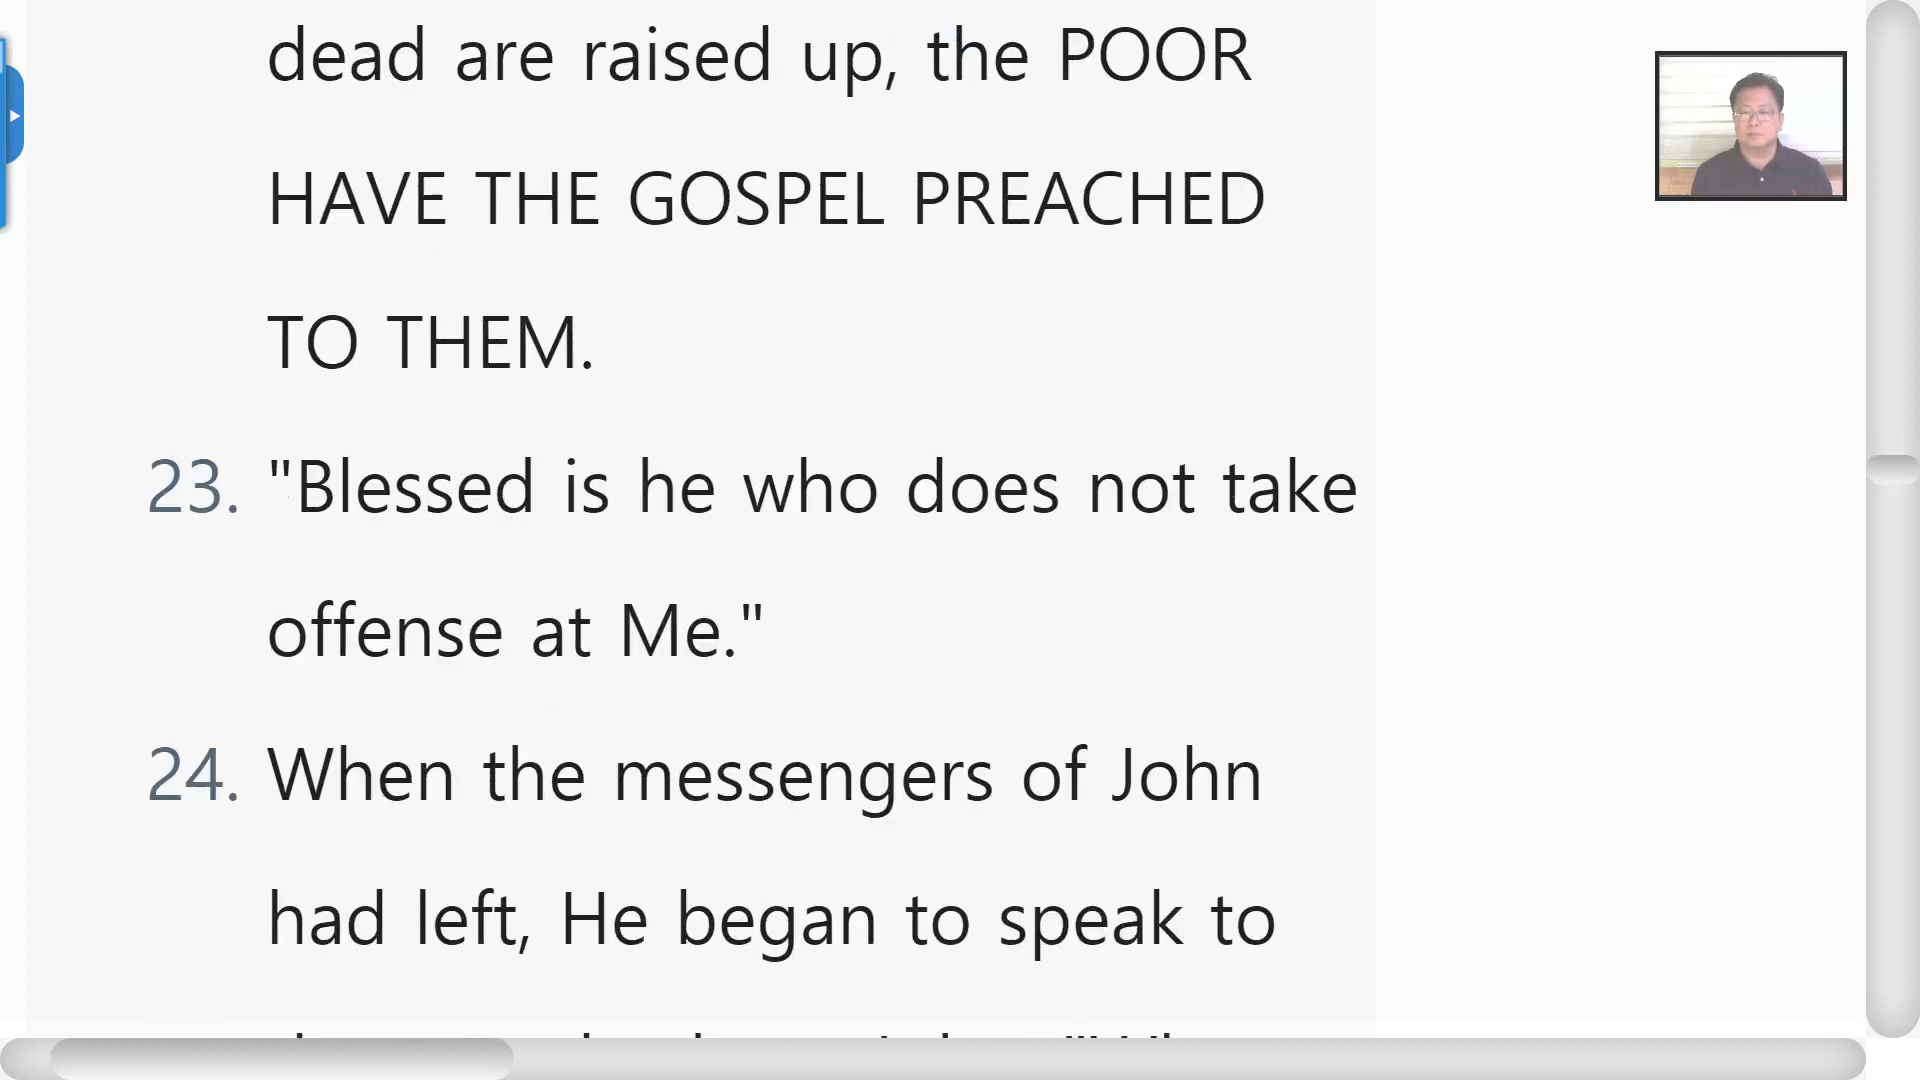 dead are raised up, the POOR
HAVE THE GOSPEL PREACHED
TO THEM.
23. "Blessed is he who does not take
offense at Me."
24. When the messengers of John
had left, He began to speak to